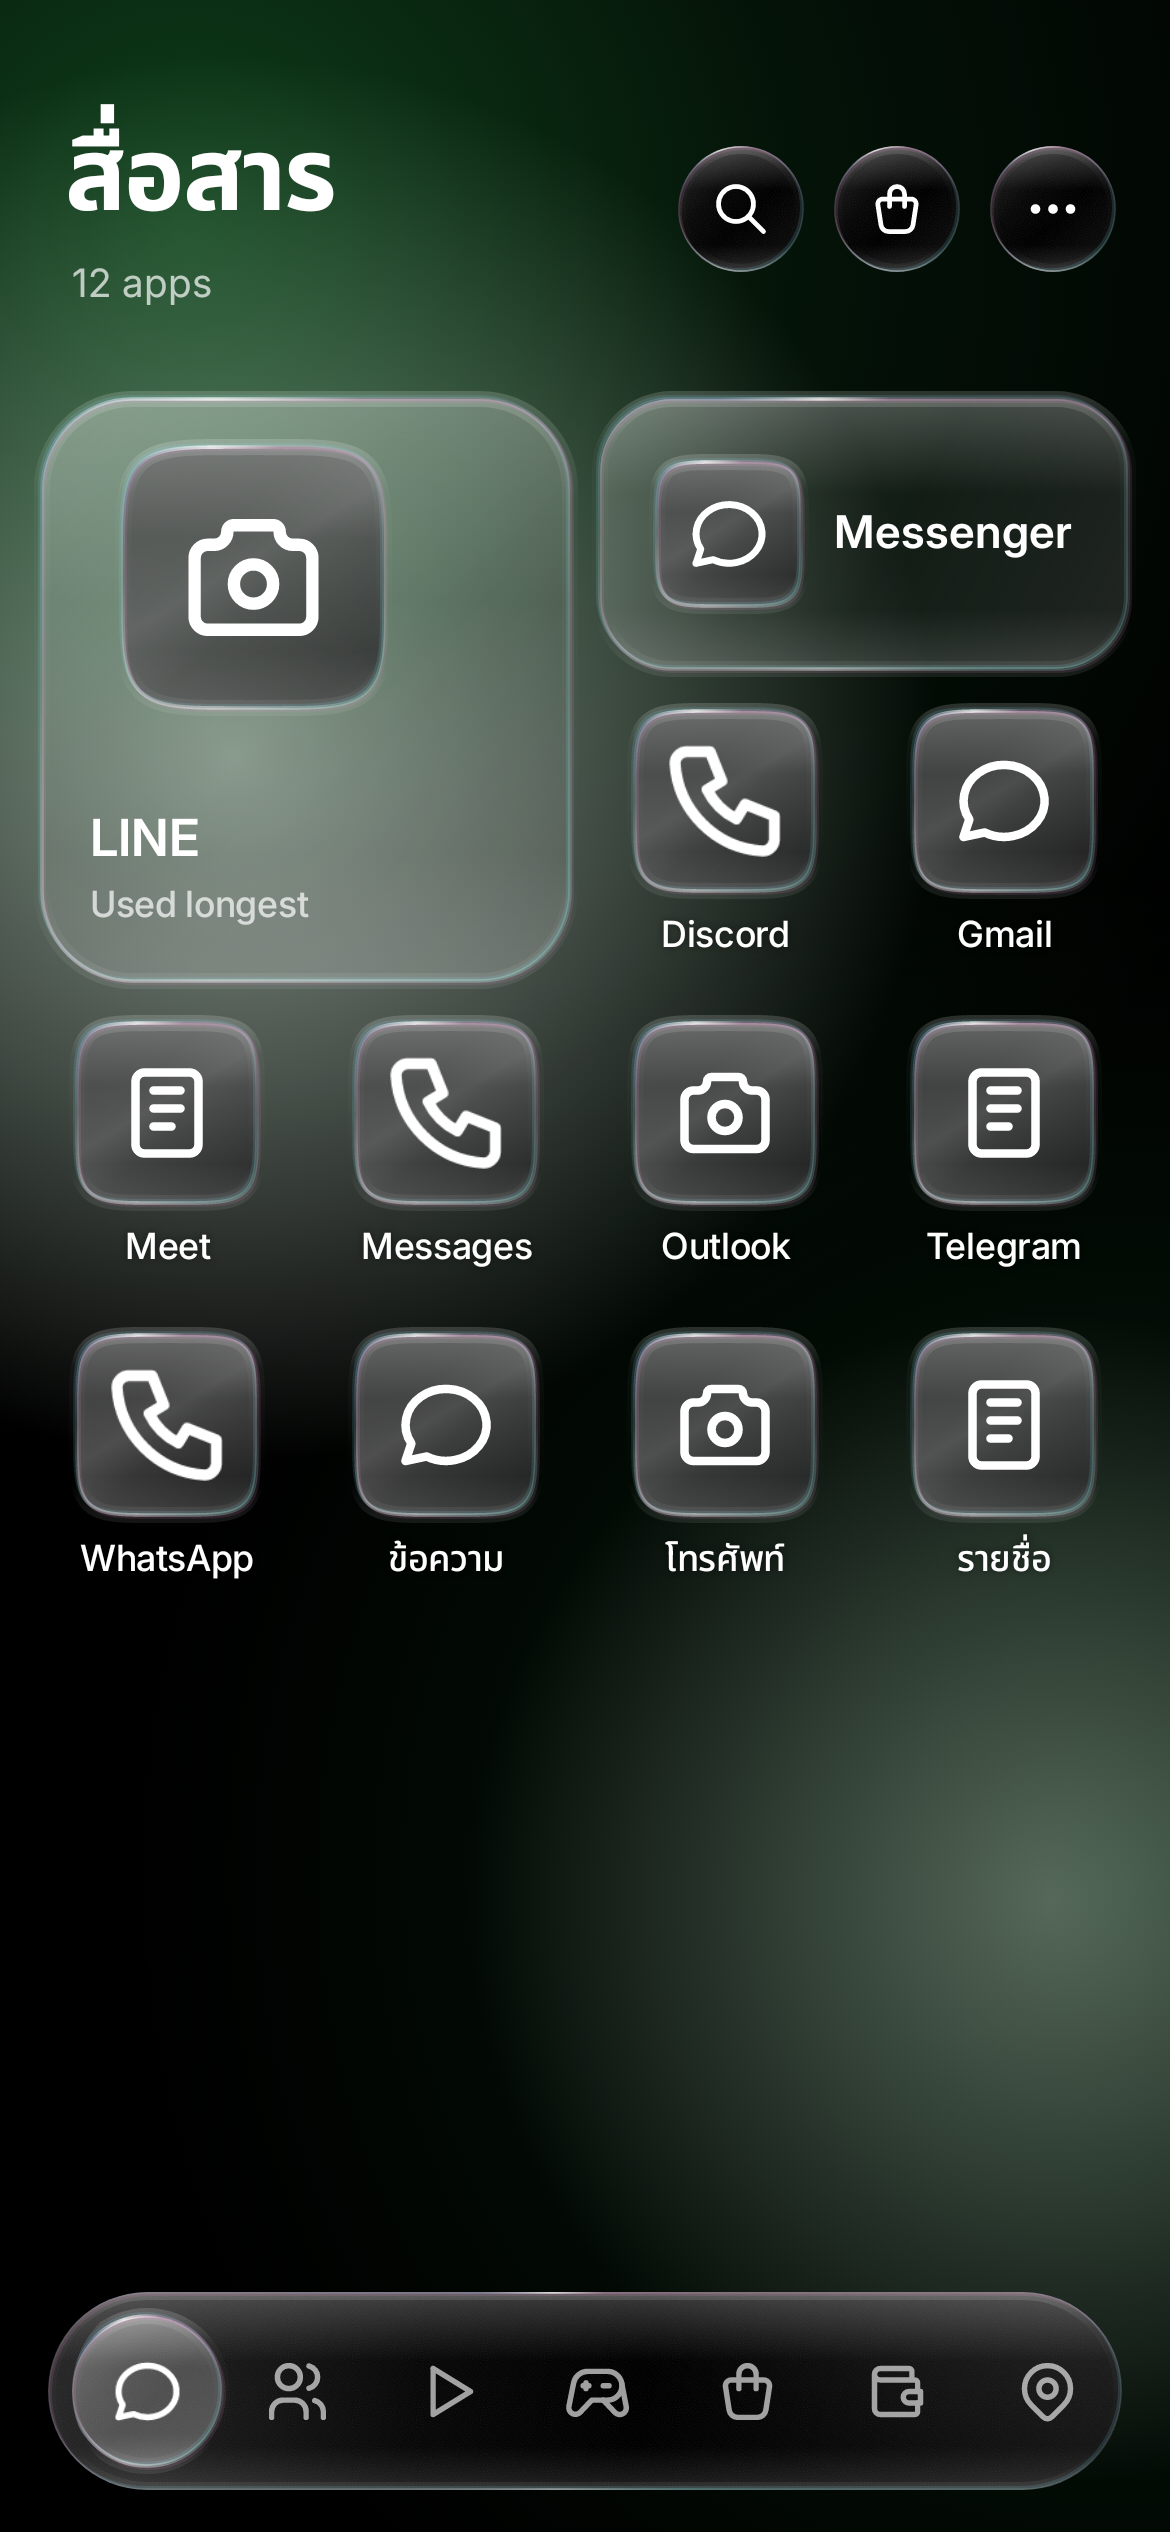 สื่อสาร
12 apps
Messenger
LINE
Used longest
Discord
Gmail
Meet
Messages
Outlook
Telegram
WhatsApp
ข้อความ
โทรศัพท์
รายชื่อ